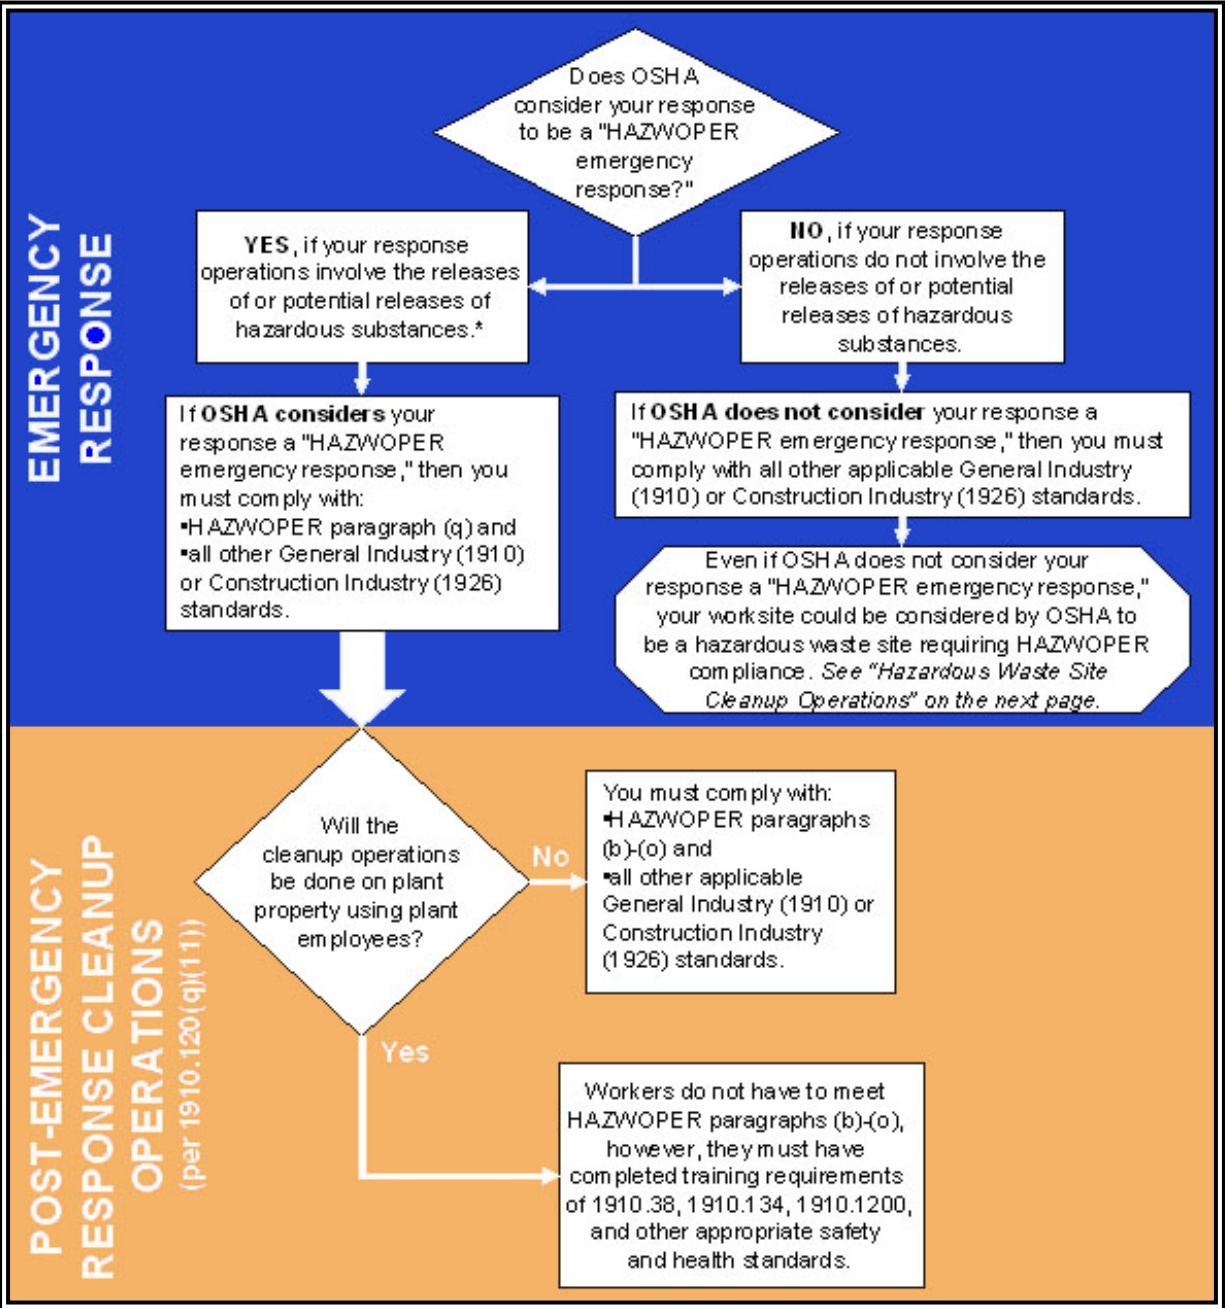 EMERGENCY
RESPONSE
Does OSHA
consider your response
to be a "HAZWOPER
emergency
response?"
YES, if your response
operations involve the releases
of or potential releases of
hazardous substances.*
NO, if your response
operations do not involve the
releases of or potential
releases of hazardous
substances.
If OSHA considers your
response a "HAZWOPER
emergency response," then you
must comply with:
▪HAZWOPER paragraph (q) and
▪all other General Industry (1910)
or Construction Industry (1926)
standards.
If OSHA does not consider your response a
"HAZWOPER emergency response," then you must
comply with all other applicable General Industry
(1910) or Construction Industry (1926) standards.
Even if OSHA does not consider your
response a "HAZWOPER emergency response,"
your worksite could be considered by OSHA to
be a hazardous waste site requiring HAZWOPER
compliance. See "Hazardous Waste Site
Cleanup Operations" on the next page.
POST-EMERGENCY
RESPONSE CLEANUP
OPERATIONS
(per 1910.120(q)(11))
Will the
cleanup operations
be done on plant
property using plant
employees?
No
You must comply with:
▪HAZWOPER paragraphs
(b)-(o) and
▪all other applicable
General Industry (1910) or
Construction Industry
(1926) standards.
Yes
Workers do not have to meet
HAZWOPER paragraphs (b)-(o),
however, they must have
completed training requirements
of 1910.38, 1910.134, 1910.1200,
and other appropriate safety
and health standards.